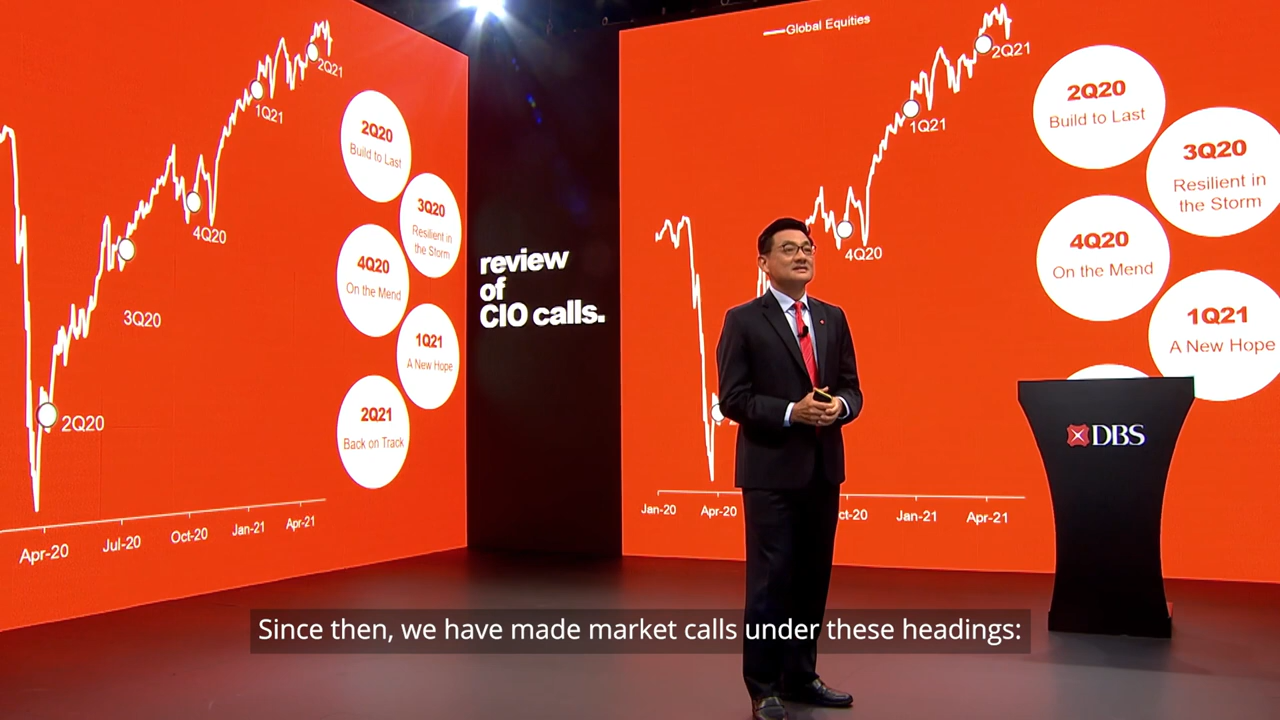 2Q21
1Q21
4Q20
3Q20
2Q20
Apr-20
Jul-20
Oct-20
Jan-21
Apr-21
2Q20
Build to Last
3Q20
Resilient in
the Storm
4Q20
On the Mend
1Q21
A New Hope
2Q21
Back on Track
review
of
CIO calls.
Global Equities
2Q21
1Q21
4Q20
Jan-20
Apr-20
ct-20
Jan-21
Apr-21
2Q20
Build to Last
3Q20
Resilient in
the Storm
4Q20
On the Mend
1Q21
A New Hope
DBS
Since then, we have made market calls under these headings: